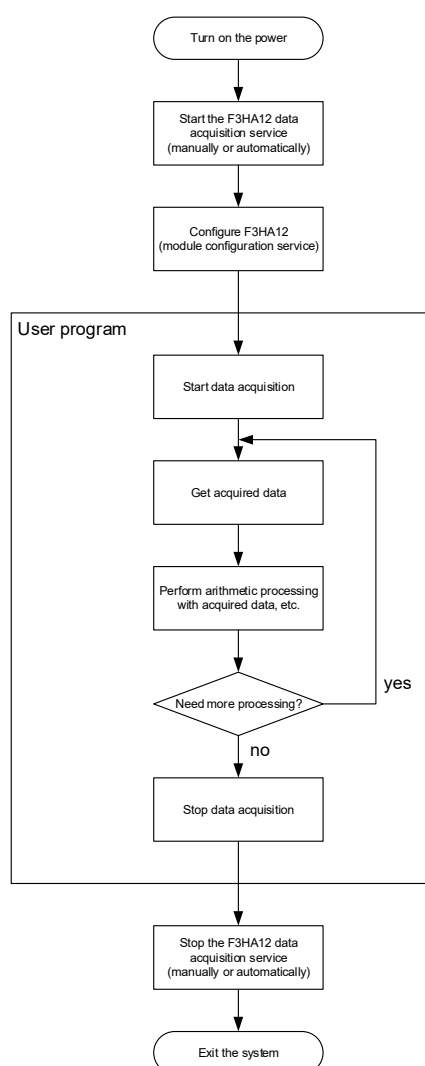 Turn on the power
Start the F3HA12 data
acquisition service
(manually or automatically)
Configure F3HA12
(module configuration service)
User program
Start data acquisition
Get acquired data
Perform arithmetic processing
with acquired data, etc.
Need more processing?
yes
no
Stop data acquisition
Stop the F3HA12 data
acquisition service
(manually or automatically)
Exit the system